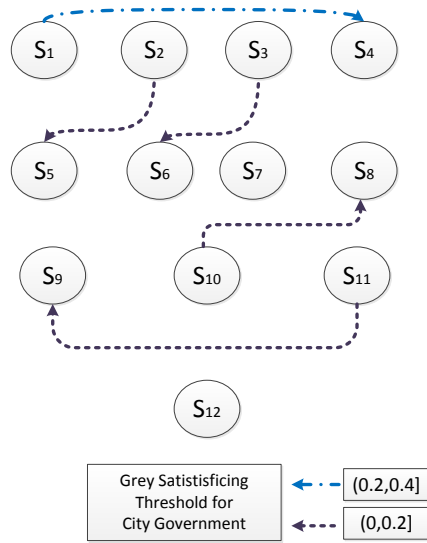 S1 S2 S3 S4
S5 S6 S7 S8
S9 S10 S11
S12
Grey Satistisficing
Threshold for
City Government
(0.2,0.4]
(0,0.2]